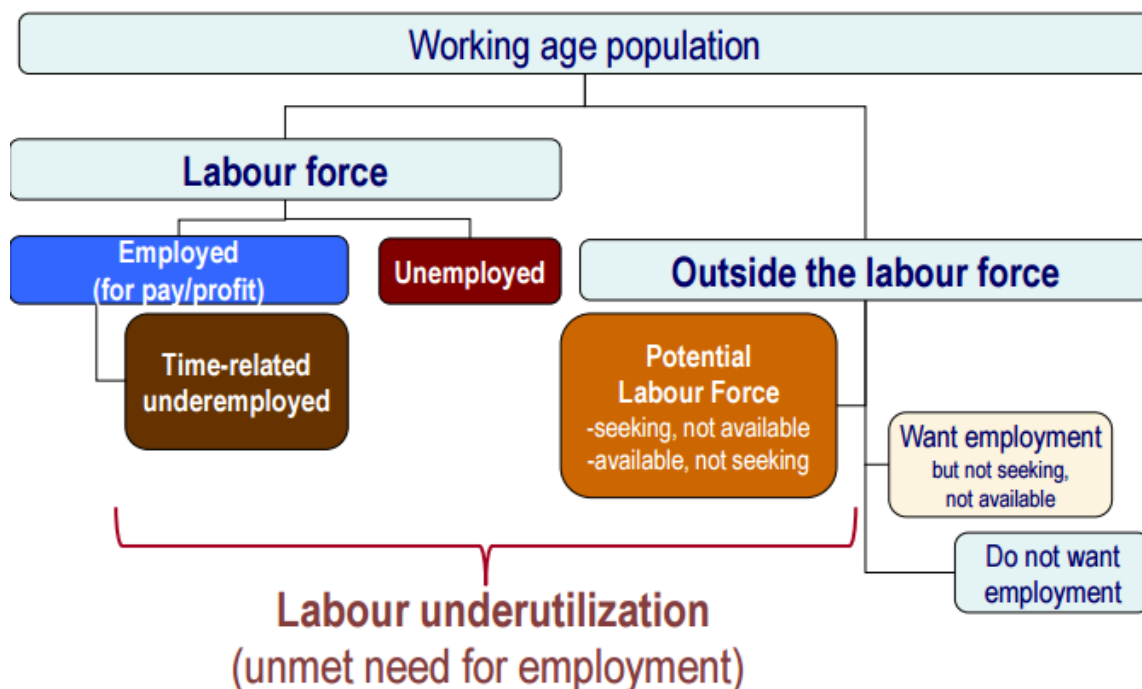 Working age population
Labour force
Employed
(for pay/profit)
Unemployed
Outside the labour force
Time-related
underemployed
Potential
Labour Force
-seeking, not available
-available, not seeking
Want employment
but not seeking,
not available
Do not want
employment
Labour underutilization
(unmet need for employment)